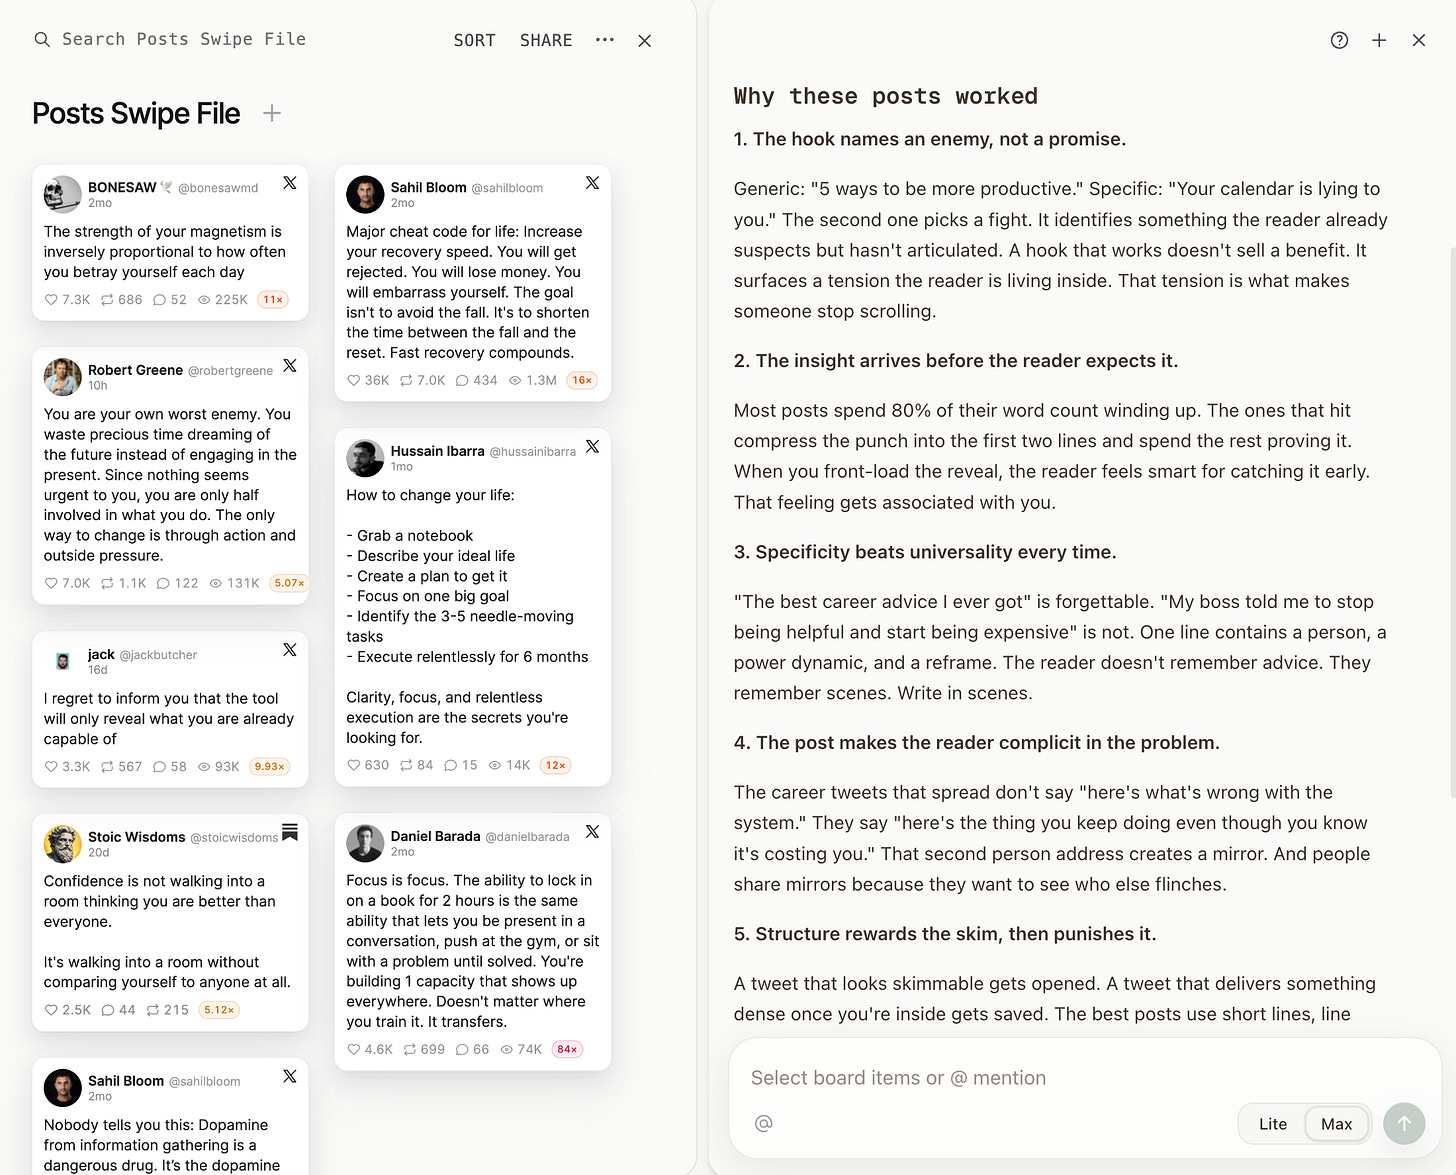 Search Posts Swipe File
SORT SHARE
Posts Swipe File
BONESAW @bonesawmd
2mo
The strength of your magnetism is
inversely proportional to how often
you betray yourself each day
7.3K 686 52 225K 11×
Robert Greene @robertgreene
10h
You are your own worst enemy. You
waste precious time dreaming of
the future instead of engaging in the
present. Since nothing seems
urgent to you, you are only half
involved in what you do. The only
way to change is through action and
outside pressure.
7.0K 1.1K 122 131K 5.07×
jack @jackbutcher
16d
I regret to inform you that the tool
will only reveal what you are already
capable of
3.3K 567 58 93K 9.93×
Stoic Wisdoms @stoicwisdoms
20d
Confidence is not walking into a
room thinking you are better than
everyone.
It's walking into a room without
comparing yourself to anyone at all.
2.5K 44 215 5.12×
Sahil Bloom @sahilbloom
2mo
Nobody tells you this: Dopamine
from information gathering is a
dangerous drug. It's the dopamine
Sahil Bloom @sahilbloom
2mo
Major cheat code for life: Increase
your recovery speed. You will get
rejected. You will lose money. You
will embarrass yourself. The goal
isn't to avoid the fall. It's to shorten
the time between the fall and the
reset. Fast recovery compounds.
36K 7.0K 434 1.3M 16×
Hussain Ibarra @hussainibarra
1mo
How to change your life:
- Grab a notebook
- Describe your ideal life
- Create a plan to get it
- Focus on one big goal
- Identify the 3-5 needle-moving
tasks
- Execute relentlessly for 6 months
Clarity, focus, and relentless
execution are the secrets you're
looking for.
630 84 15 14K 12×
Daniel Barada @danielbarada
2mo
Focus is focus. The ability to lock in
on a book for 2 hours is the same
ability that lets you be present in a
conversation, push at the gym, or sit
with a problem until solved. You're
building 1 capacity that shows up
everywhere. Doesn't matter where
you train it. It transfers.
4.6K 699 66 74K 84×
Why these posts worked
1. The hook names an enemy, not a promise.
Generic: "5 ways to be more productive." Specific: "Your calendar is lying to
you." The second one picks a fight. It identifies something the reader already
suspects but hasn't articulated. A hook that works doesn't sell a benefit. It
surfaces a tension the reader is living inside. That tension is what makes
someone stop scrolling.
2. The insight arrives before the reader expects it.
Most posts spend 80% of their word count winding up. The ones that hit
compress the punch into the first two lines and spend the rest proving it.
When you front-load the reveal, the reader feels smart for catching it early.
That feeling gets associated with you.
3. Specificity beats universality every time.
"The best career advice I ever got" is forgettable. "My boss told me to stop
being helpful and start being expensive" is not. One line contains a person, a
power dynamic, and a reframe. The reader doesn't remember advice. They
remember scenes. Write in scenes.
4. The post makes the reader complicit in the problem.
The career tweets that spread don't say "here's what's wrong with the
system." They say "here's the thing you keep doing even though you know
it's costing you." That second person address creates a mirror. And people
share mirrors because they want to see who else flinches.
5. Structure rewards the skim, then punishes it.
A tweet that looks skimmable gets opened. A tweet that delivers something
dense once you're inside gets saved. The best posts use short lines, line
Select board items or @ mention
@ Lite Max